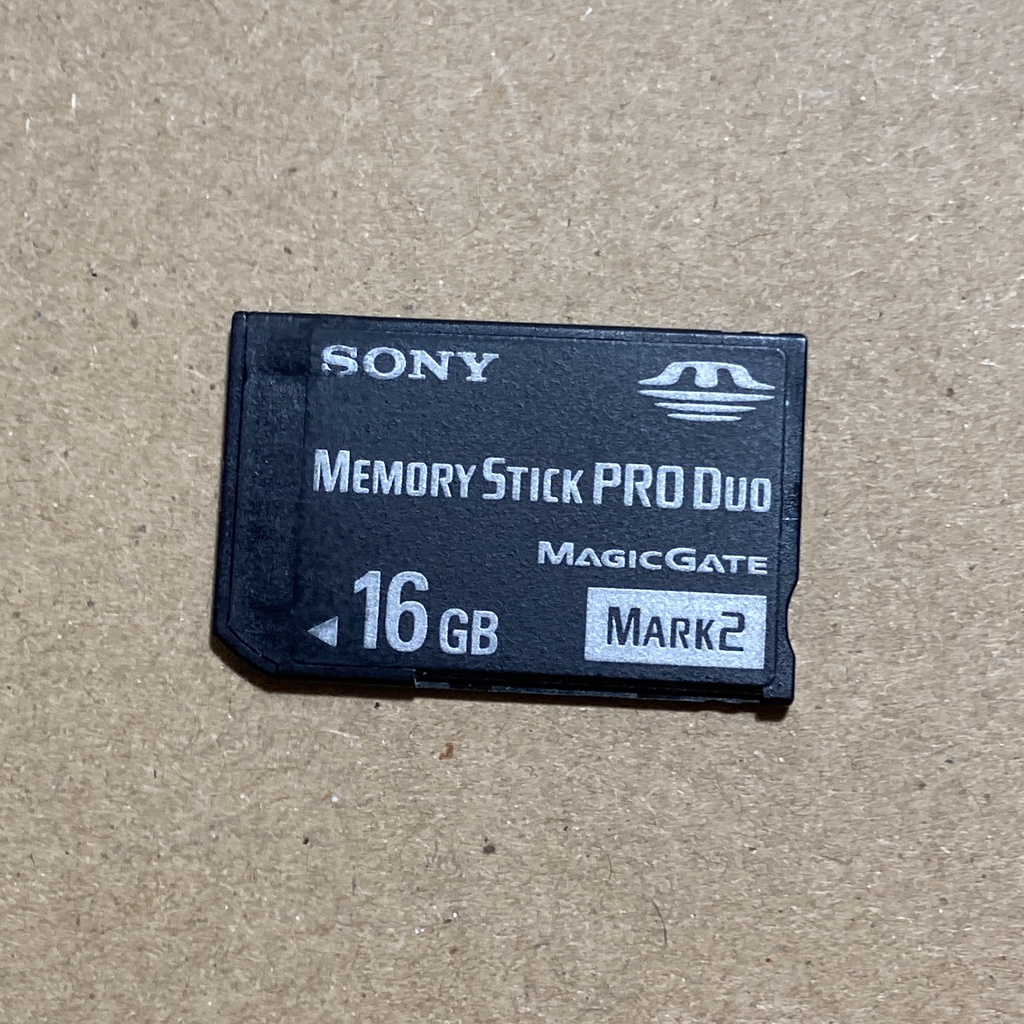 SONY
MEMORY STICK PRO DUO
MAGICGATE
16 GB
MARK2